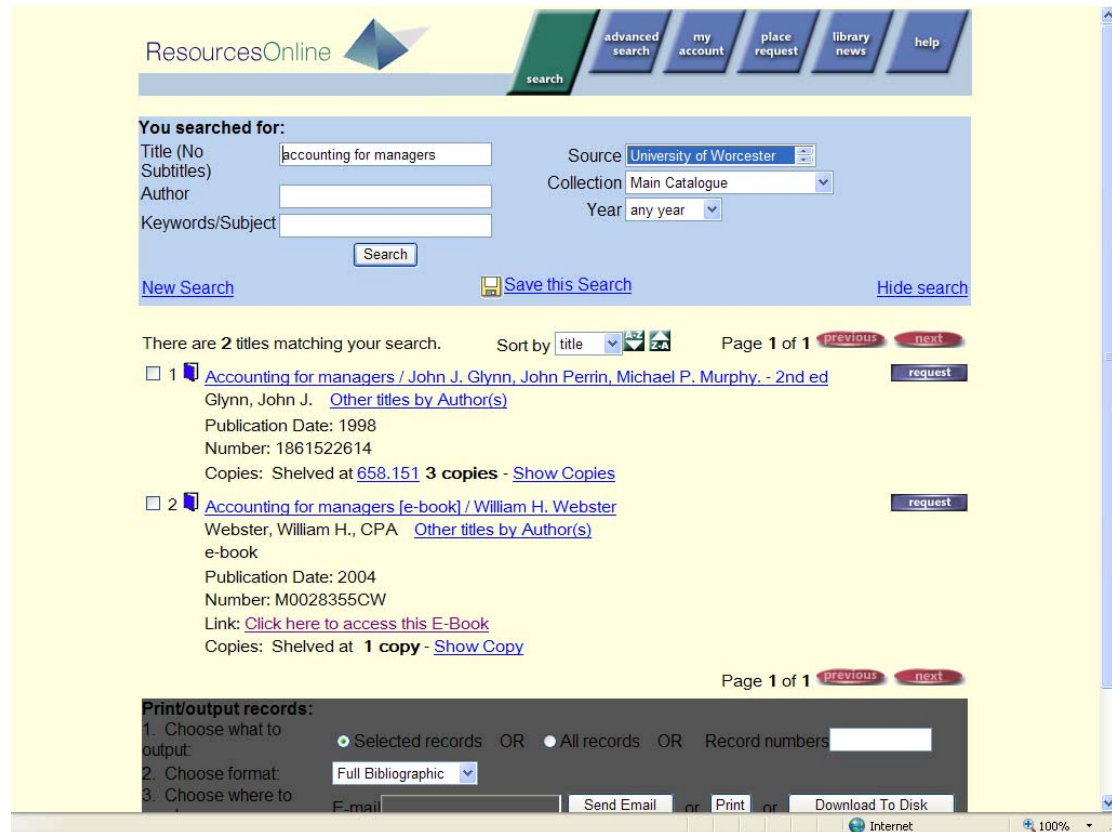 ResourcesOnline
search
advanced search
my account
place request
library news
help
You searched for:
Title (No Subtitles) accounting for managers
Author
Keywords/Subject
Source University of Worcester
Collection Main Catalogue
Year any year
Search
New Search
Save this Search
Hide search
There are 2 titles matching your search.
Sort by title
A-Z
Z-A
Page 1 of 1 previous next
1 Accounting for managers / John J. Glynn, John Perrin, Michael P. Murphy. - 2nd ed
request
Glynn, John J. Other titles by Author(s)
Publication Date: 1998
Number: 1861522614
Copies: Shelved at 658.151 3 copies - Show Copies
2 Accounting for managers [e-book] / William H. Webster
request
Webster, William H., CPA Other titles by Author(s)
e-book
Publication Date: 2004
Number: M0028355CW
Link: Click here to access this E-Book
Copies: Shelved at 1 copy - Show Copy
Page 1 of 1 previous next
Print/output records:
1. Choose what to output:
Selected records OR All records OR Record numbers
2. Choose format:
Full Bibliographic
3. Choose where to
E-mail Send Email or Print or Download To Disk
Internet
100%